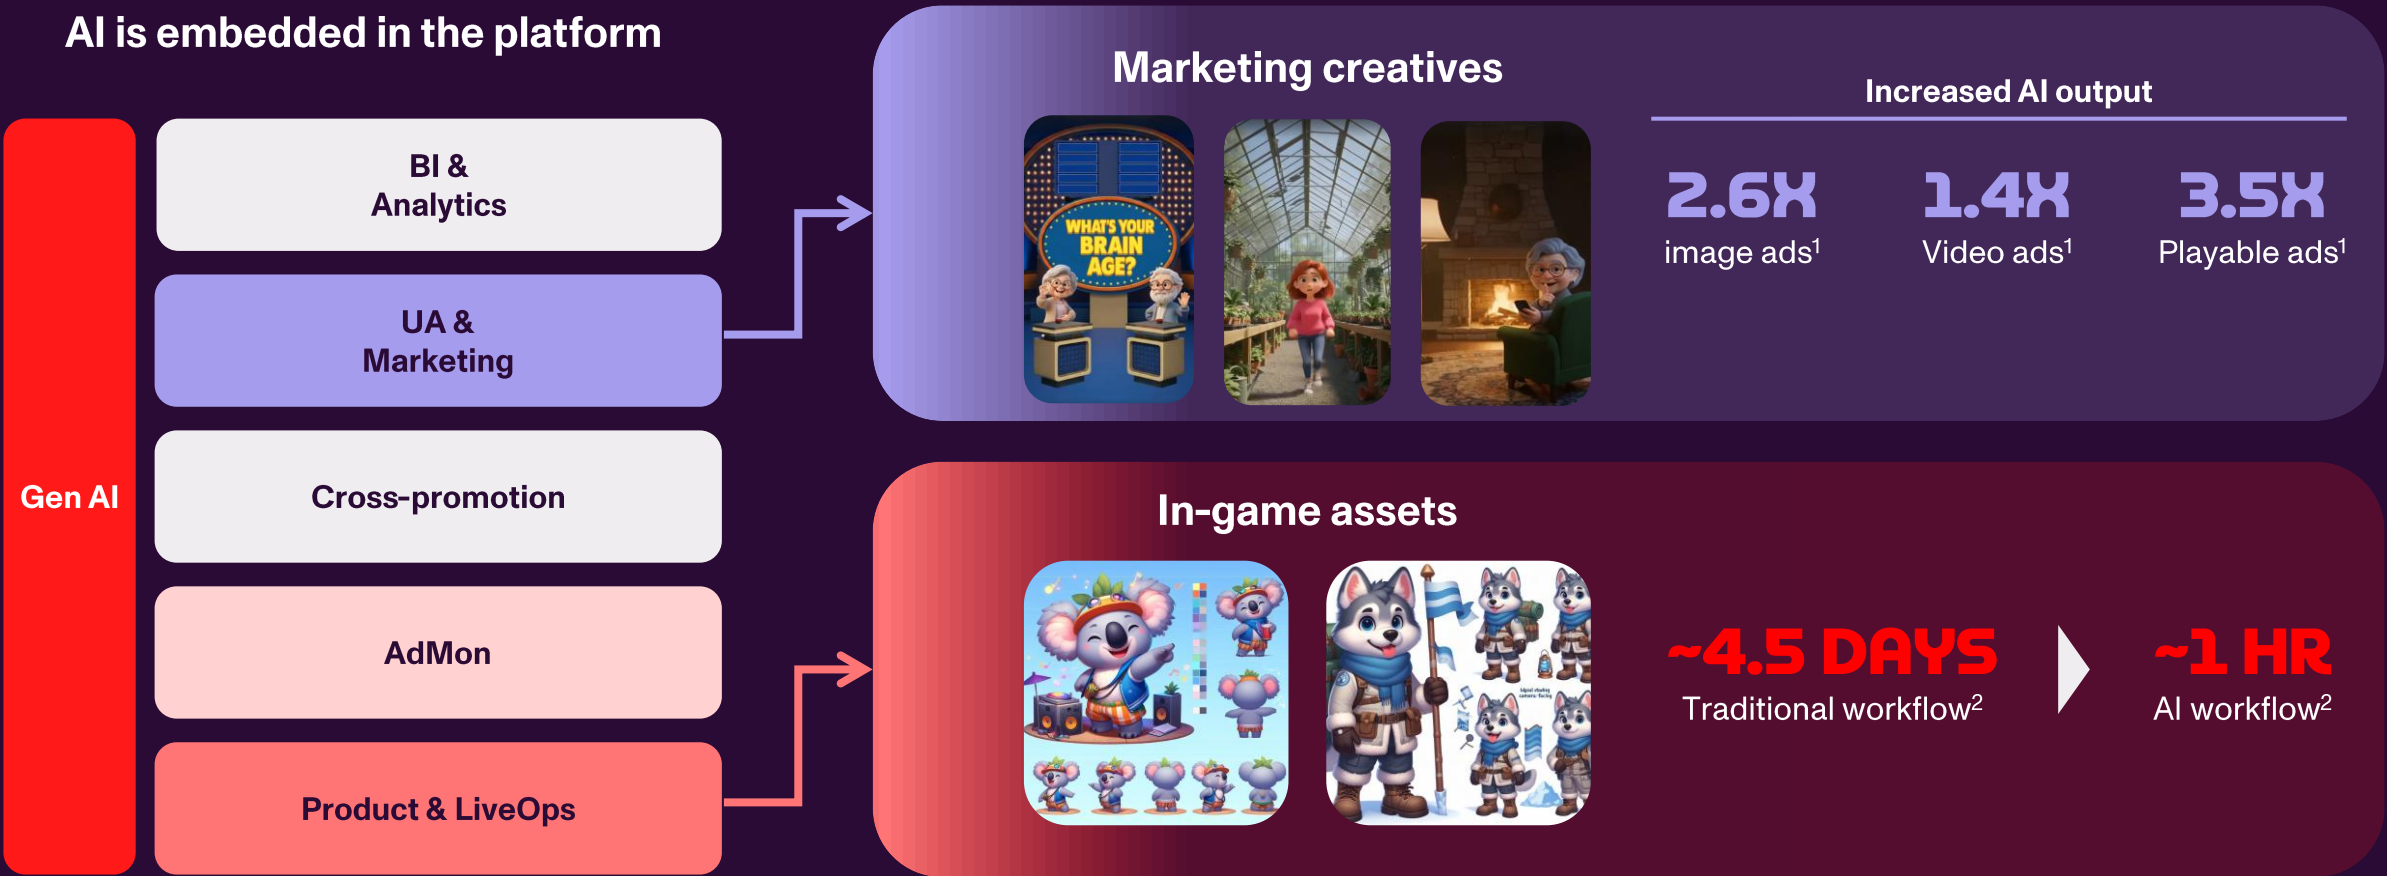 AI is embedded in the platform
Gen AI
BI &
Analytics
UA &
Marketing
Cross-promotion
AdMon
Product & LiveOps
Marketing creatives
WHAT'S YOUR
BRAIN
AGE?
Increased AI output
2.6X
image ads¹
1.4X
Video ads¹
3.5X
Playable ads¹
In-game assets
~4.5 DAYS
Traditional workflow²
~1 HR
AI workflow²